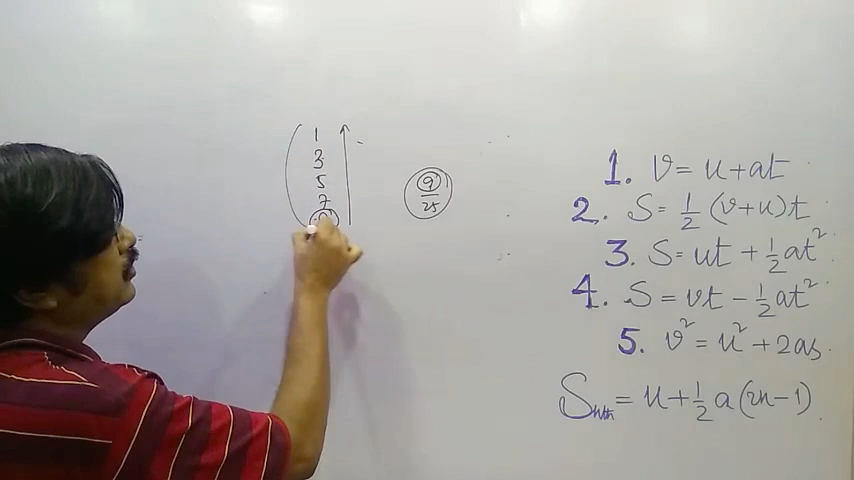 1
3
5
7
9
25
1. v = u + at
2. S = 1/2 (v+u)t
3. S = ut + 1/2 at²
4. S = vt - 1/2 at²
5. v² = u² + 2as
S_nth = u + 1/2 a(2n-1)